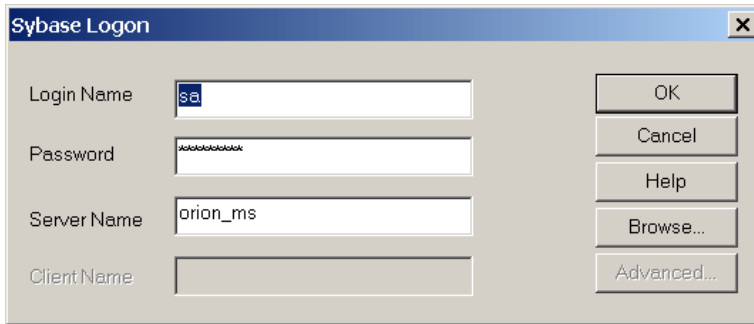 Sybase Logon
Login Name
sa
OK
Cancel
Password
**********
Help
Server Name
orion_ms
Browse...
Client Name
Advanced...